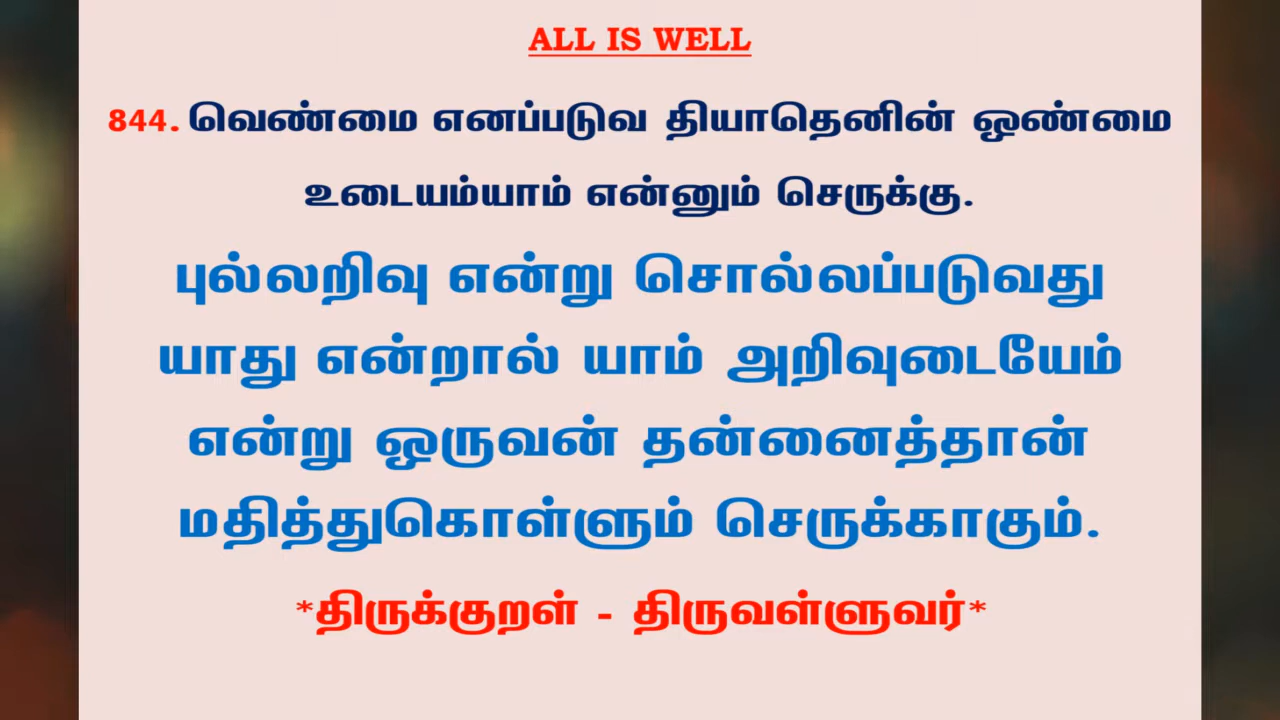 ALL IS WELL
844. வெண்மை எனப்படுவ தியாதெனின் ஒண்மை
உடையம்யாம் என்னும் செருக்கு.
புல்லறிவு என்று சொல்லப்படுவது
யாது என்றால் யாம் அறிவுடையேம்
என்று ஒருவன் தன்னைத்தான்
மதித்துகொள்ளும் செருக்காகும்.
*திருக்குறள் - திருவள்ளுவர்*